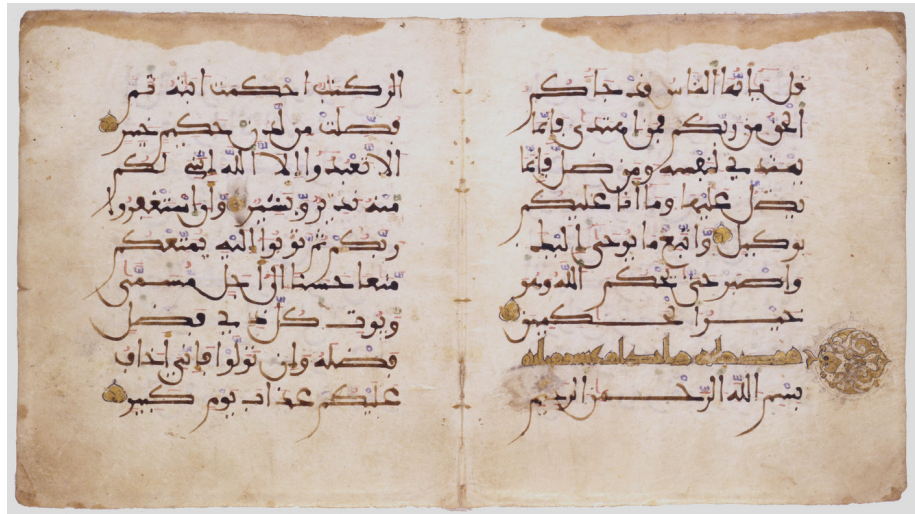 قل يايها الناس قد جاكم
الحق من ربكم فمن اهتدى فانما
يهتدي لنفسه ومن ضل فانما
يضل عليها وما انا عليكم
بوكيل واتبع ما يوحى اليك
واصبر حتى يحكم الله وهو
خير الحكمين
بسم الله الرحمن الرحيم
الر كتب احكمت ايته ثم
فصلت من لدن حكيم خبير
الا تعبدوا الا الله انني لكم
منه نذير وبشير وان استغفروا
ربكم ثم توبوا اليه يمتعكم
متعا حسنا الى اجل مسمى
ويوت كل ذي فضل
فضله وان تولوا فاني اخاف
عليكم عذاب يوم كبير